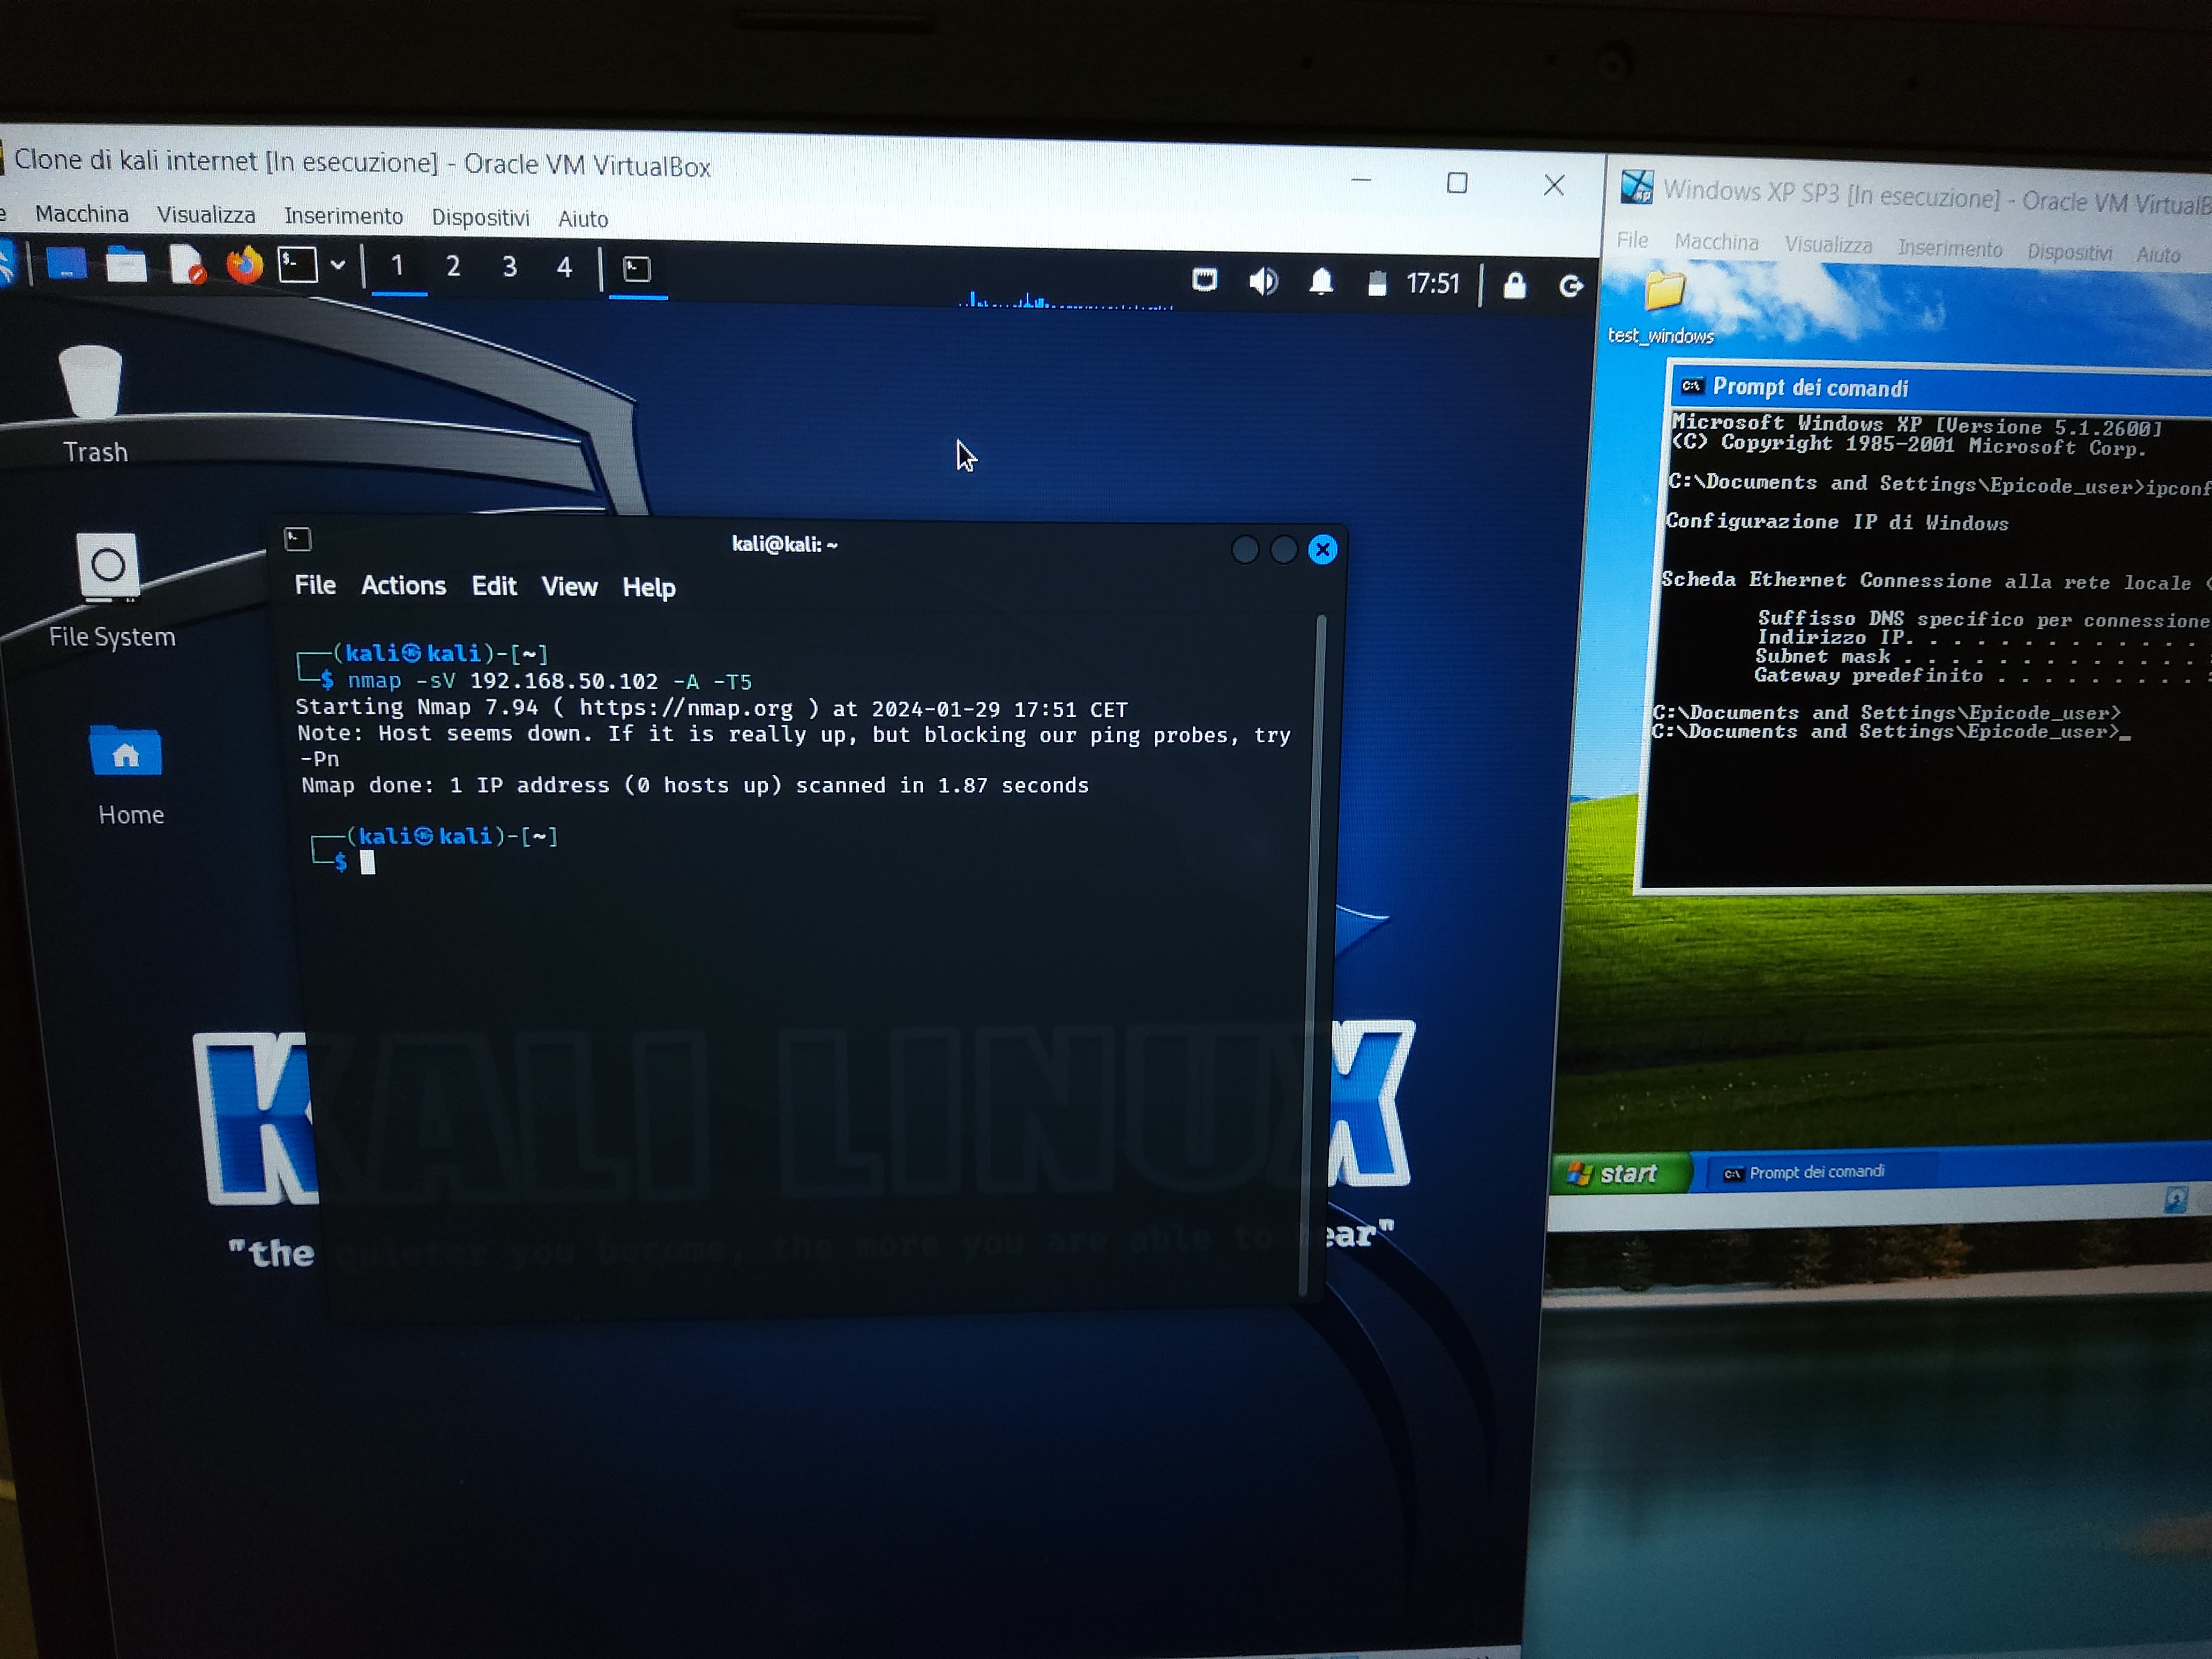 Clone di kali internet [In esecuzione] - Oracle VM VirtualBox
Macchina Visualizza Inserimento Dispositivi Aiuto
1 2 3 4 17:51
Trash
File System
Home
kali@kali: ~
File Actions Edit View Help
┌──(kali㉿kali)-[~]
└─$ nmap -sV 192.168.50.102 -A -T5
Starting Nmap 7.94 ( https://nmap.org ) at 2024-01-29 17:51 CET
Note: Host seems down. If it is really up, but blocking our ping probes, try
-Pn
Nmap done: 1 IP address (0 hosts up) scanned in 1.87 seconds
┌──(kali㉿kali)-[~]
└─$
KALI LINUX
"the quieter you become, the more you are able to hear"
Windows XP SP3 [In esecuzione] - Oracle VM VirtualB
File Macchina Visualizza Inserimento Dispositivi Aiuto
test_windows
Prompt dei comandi
Microsoft Windows XP [Versione 5.1.2600]
(C) Copyright 1985-2001 Microsoft Corp.
C:\Documents and Settings\Epicode_user>ipconf
Configurazione IP di Windows
Scheda Ethernet Connessione alla rete locale
Suffisso DNS specifico per connessione
Indirizzo IP. . . . . . . . . . . . .
Subnet mask . . . . . . . . . . . . .
Gateway predefinito . . . . . . . . .
C:\Documents and Settings\Epicode_user>
C:\Documents and Settings\Epicode_user>_
start Prompt dei comandi